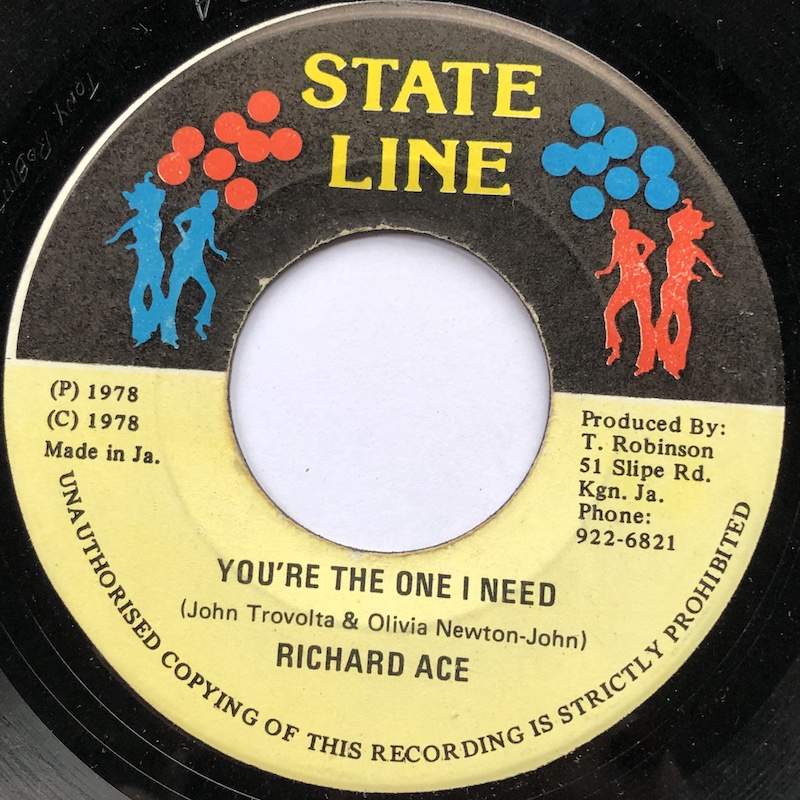 STATE
LINE
(P) 1978
(C) 1978
Made in Ja.
Produced By:
T. Robinson
51 Slipe Rd.
Kgn. Ja.
Phone:
922-6821
YOU'RE THE ONE I NEED
(John Trovolta & Olivia Newton-John)
RICHARD ACE
UNAUTHORISED COPYING OF THIS RECORDING IS STRICTLY PROHIBITED
TONY